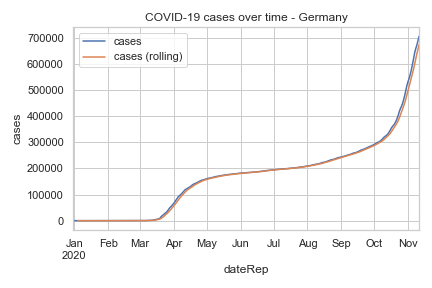 COVID-19 cases over time - Germany
cases
cases (rolling)
700000
600000
500000
400000
300000
200000
100000
0
cases
Jan Feb Mar Apr May Jun Jul Aug Sep Oct Nov
2020
dateRep